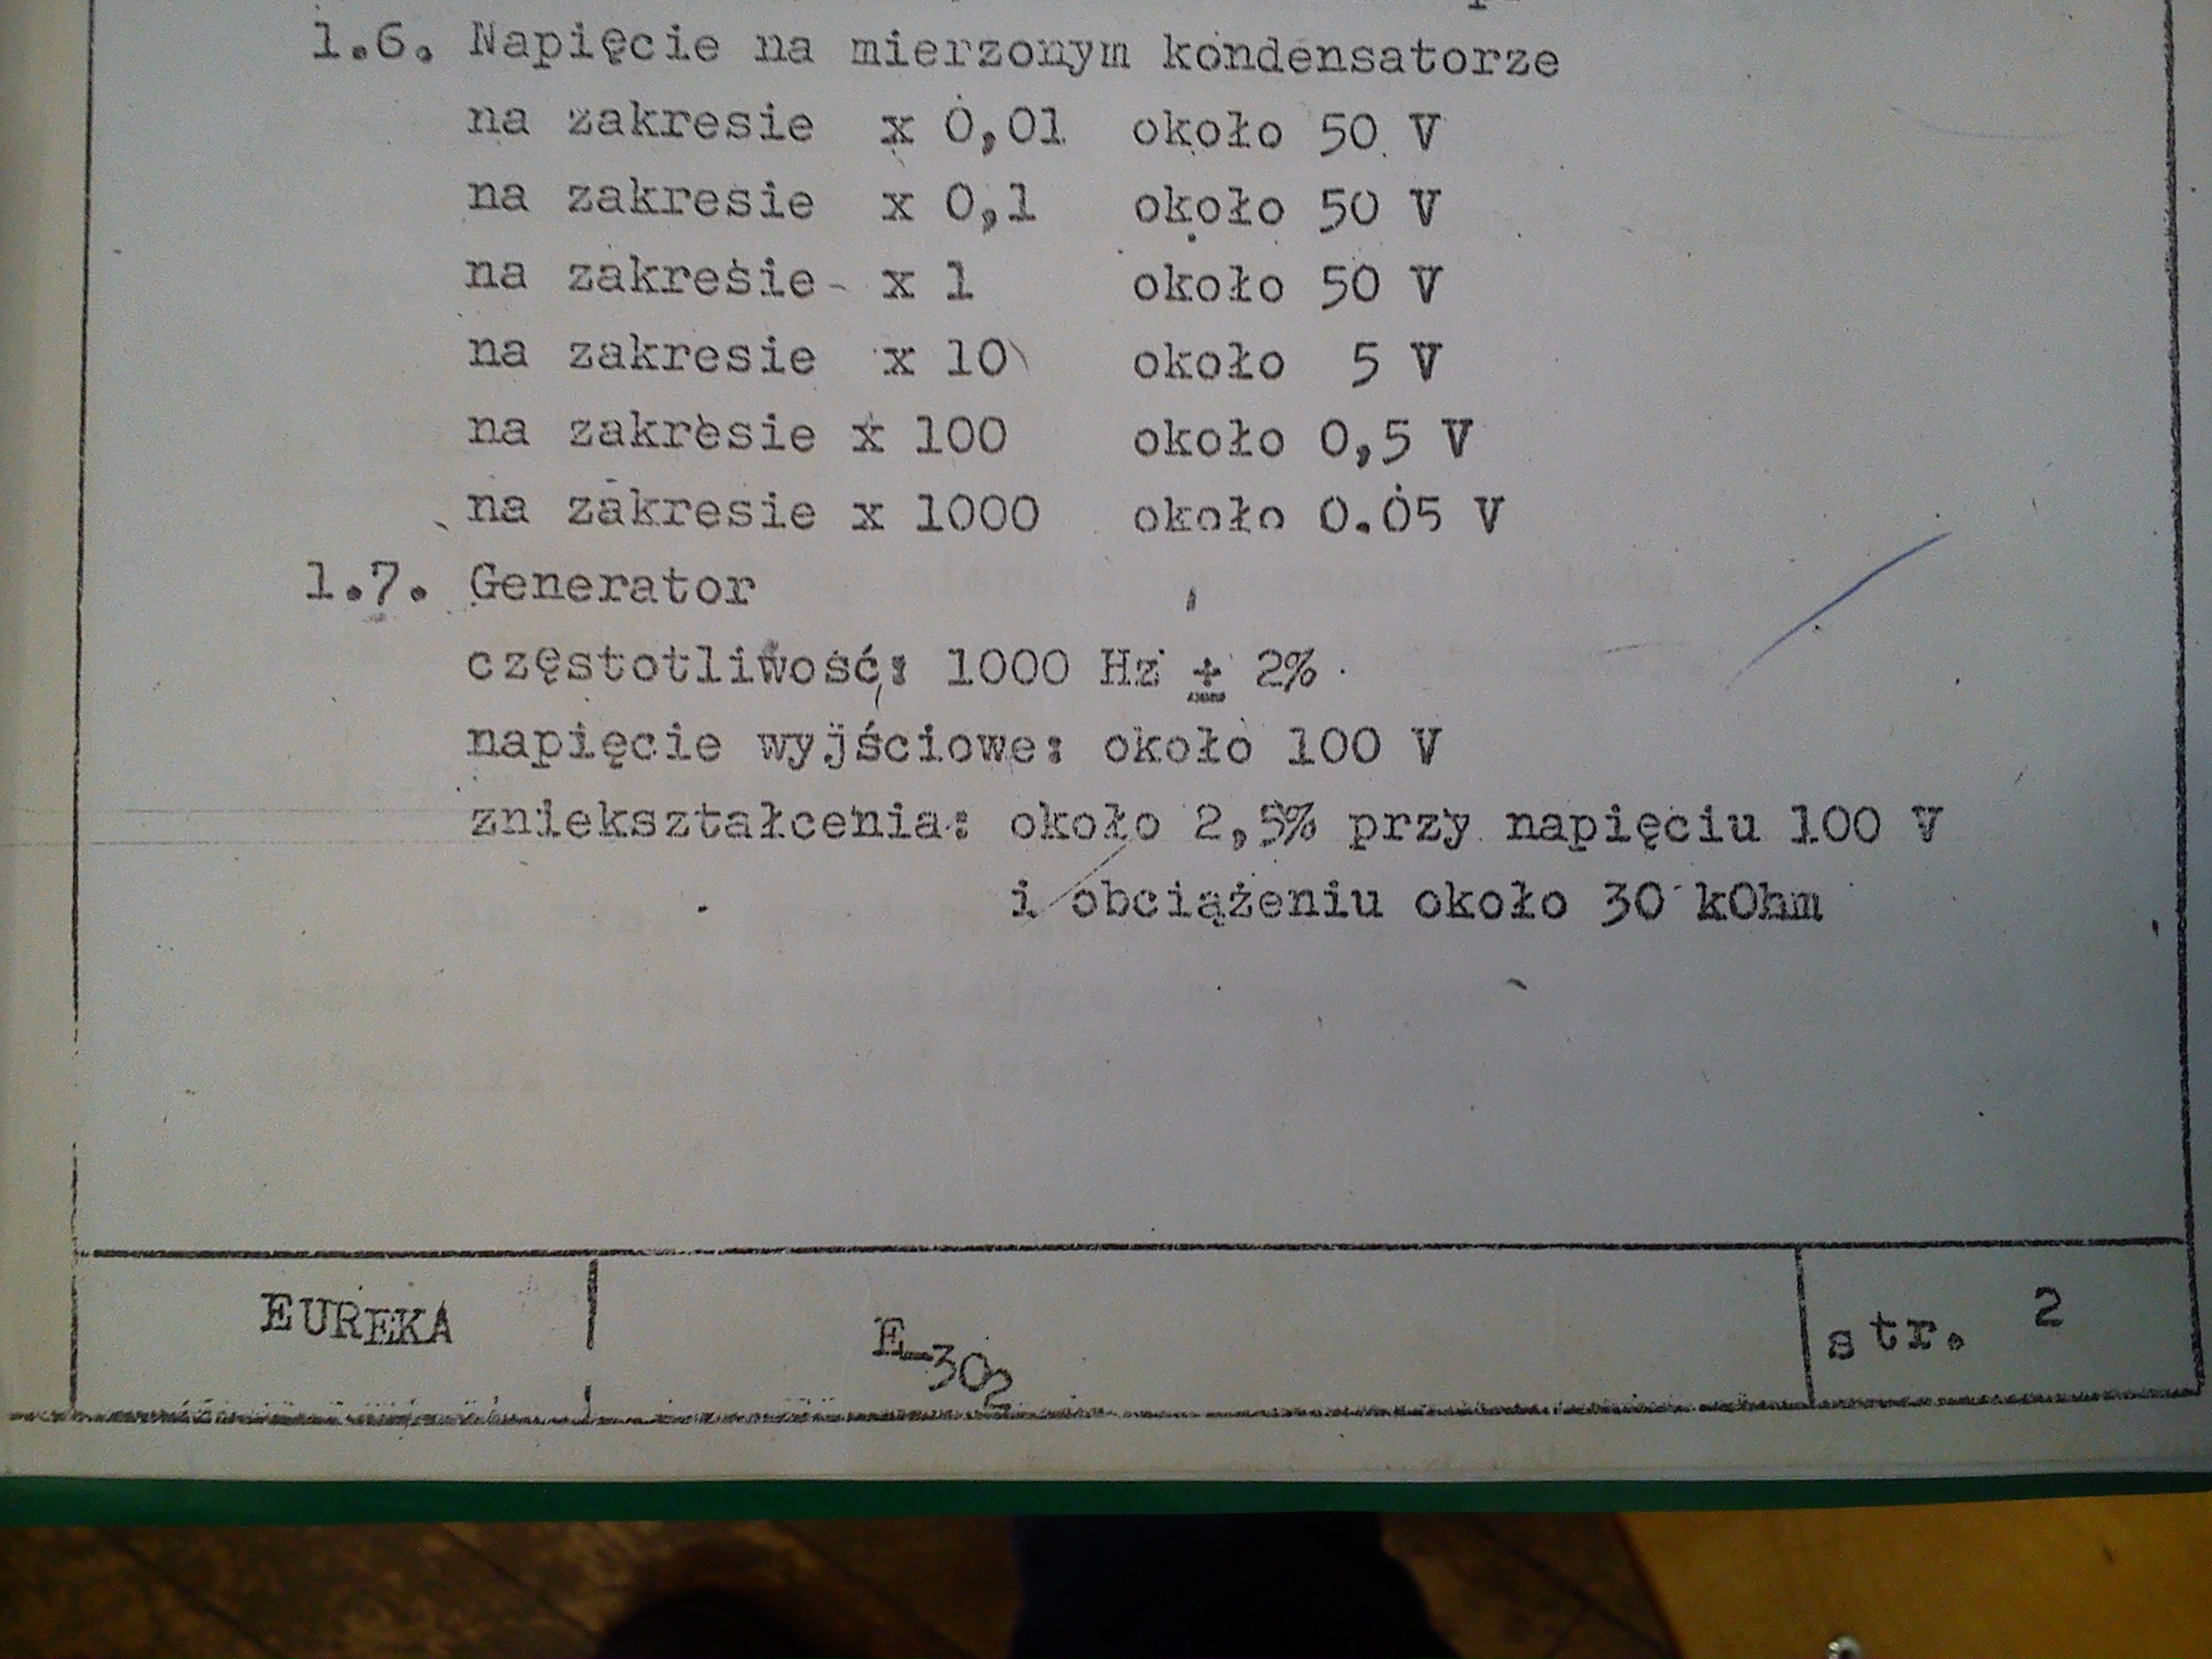 1.6. Napięcie na mierzonym kondensatorze
na zakresie x 0,01 około 50 V
na zakresie x 0,1 około 50 V
na zakresie x 1 około 50 V
na zakresie x 10 około 5 V
na zakresie x 100 około 0,5 V
na zakresie x 1000 około 0.05 V
1.7. Generator
częstotliwość: 1000 Hz ± 2%
napięcie wyjściowe: około 100 V
zniekształcenia: około 2,5% przy napięciu 100 V
i obciążeniu około 30 kOhm
EUREKA E-302 str. 2